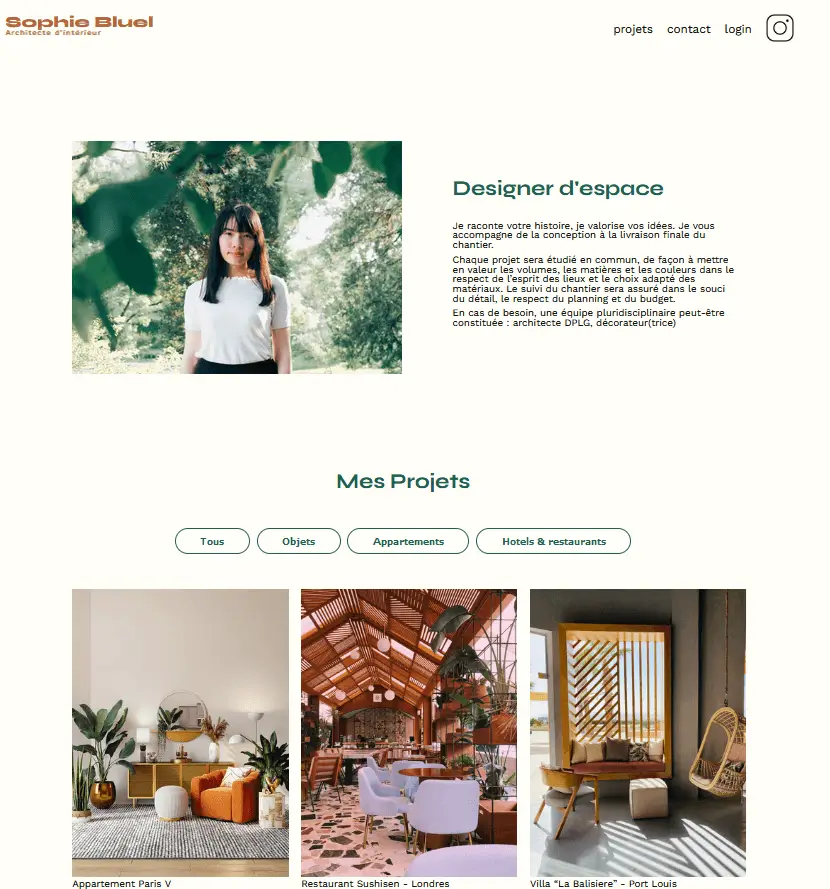 Sophie Bluel
Architecte d'intérieur
projets contact login
Designer d'espace
Je raconte votre histoire, je valorise vos idées. Je vous
accompagne de la conception à la livraison finale du
chantier.
Chaque projet sera étudié en commun, de façon à mettre
en valeur les volumes, les matières et les couleurs dans le
respect de l'esprit des lieux et le choix adapté des
matériaux. Le suivi du chantier sera assuré dans le souci
du détail, le respect du planning et du budget.
En cas de besoin, une équipe pluridisciplinaire peut-être
constituée : architecte DPLG, décorateur(trice)
Mes Projets
Tous Objets Appartements Hotels & restaurants
Appartement Paris V
Restaurant Sushisen - Londres
Villa “La Balisiere” - Port Louis